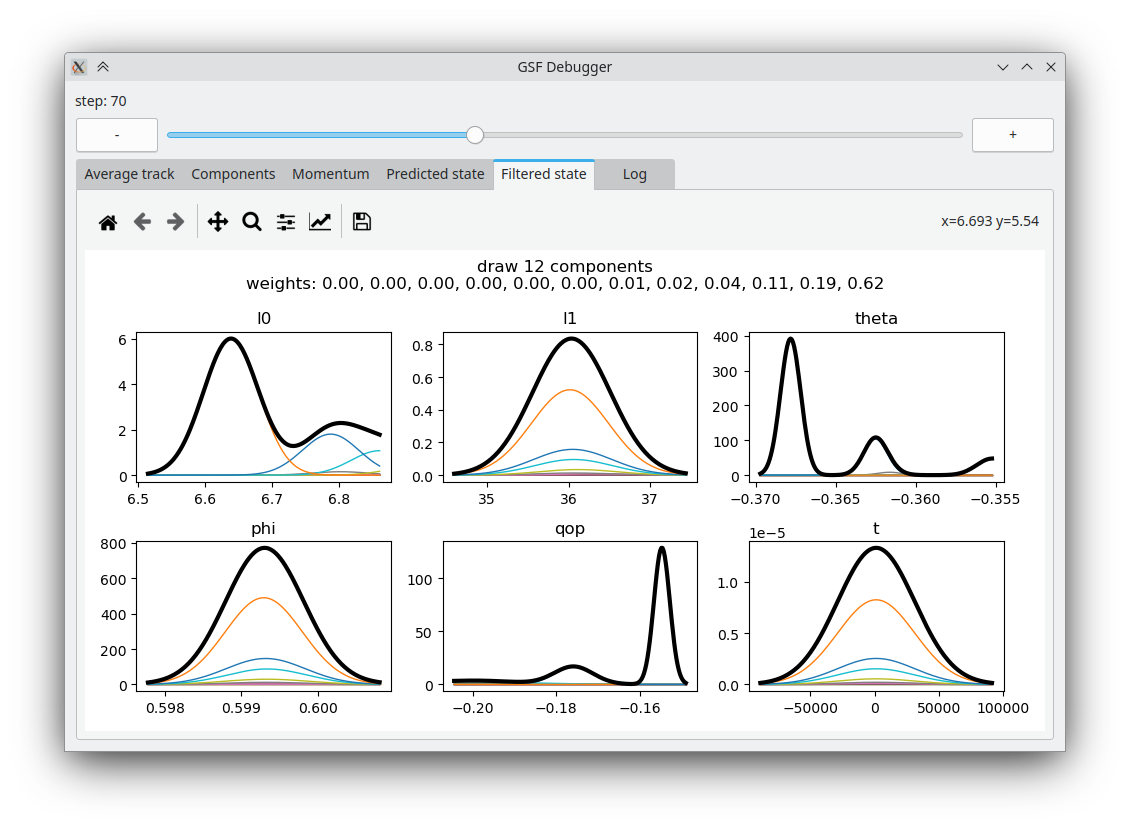 GSF Debugger
step: 70
- +
Average track Components Momentum Predicted state Filtered state Log
x=6.693 y=5.54
draw 12 components
weights: 0.00, 0.00, 0.00, 0.00, 0.00, 0.00, 0.01, 0.02, 0.04, 0.11, 0.19, 0.62
l0 l1 theta
6
4
2
0
6.5 6.6 6.7 6.8
0.8
0.6
0.4
0.2
0.0
35 36 37
400
300
200
100
0
−0.370 −0.365 −0.360 −0.355
phi qop t
800
600
400
200
0
0.598 0.599 0.600
100
50
0
−0.20 −0.18 −0.16
1e−5
1.0
0.5
0.0
−50000 0 50000 100000